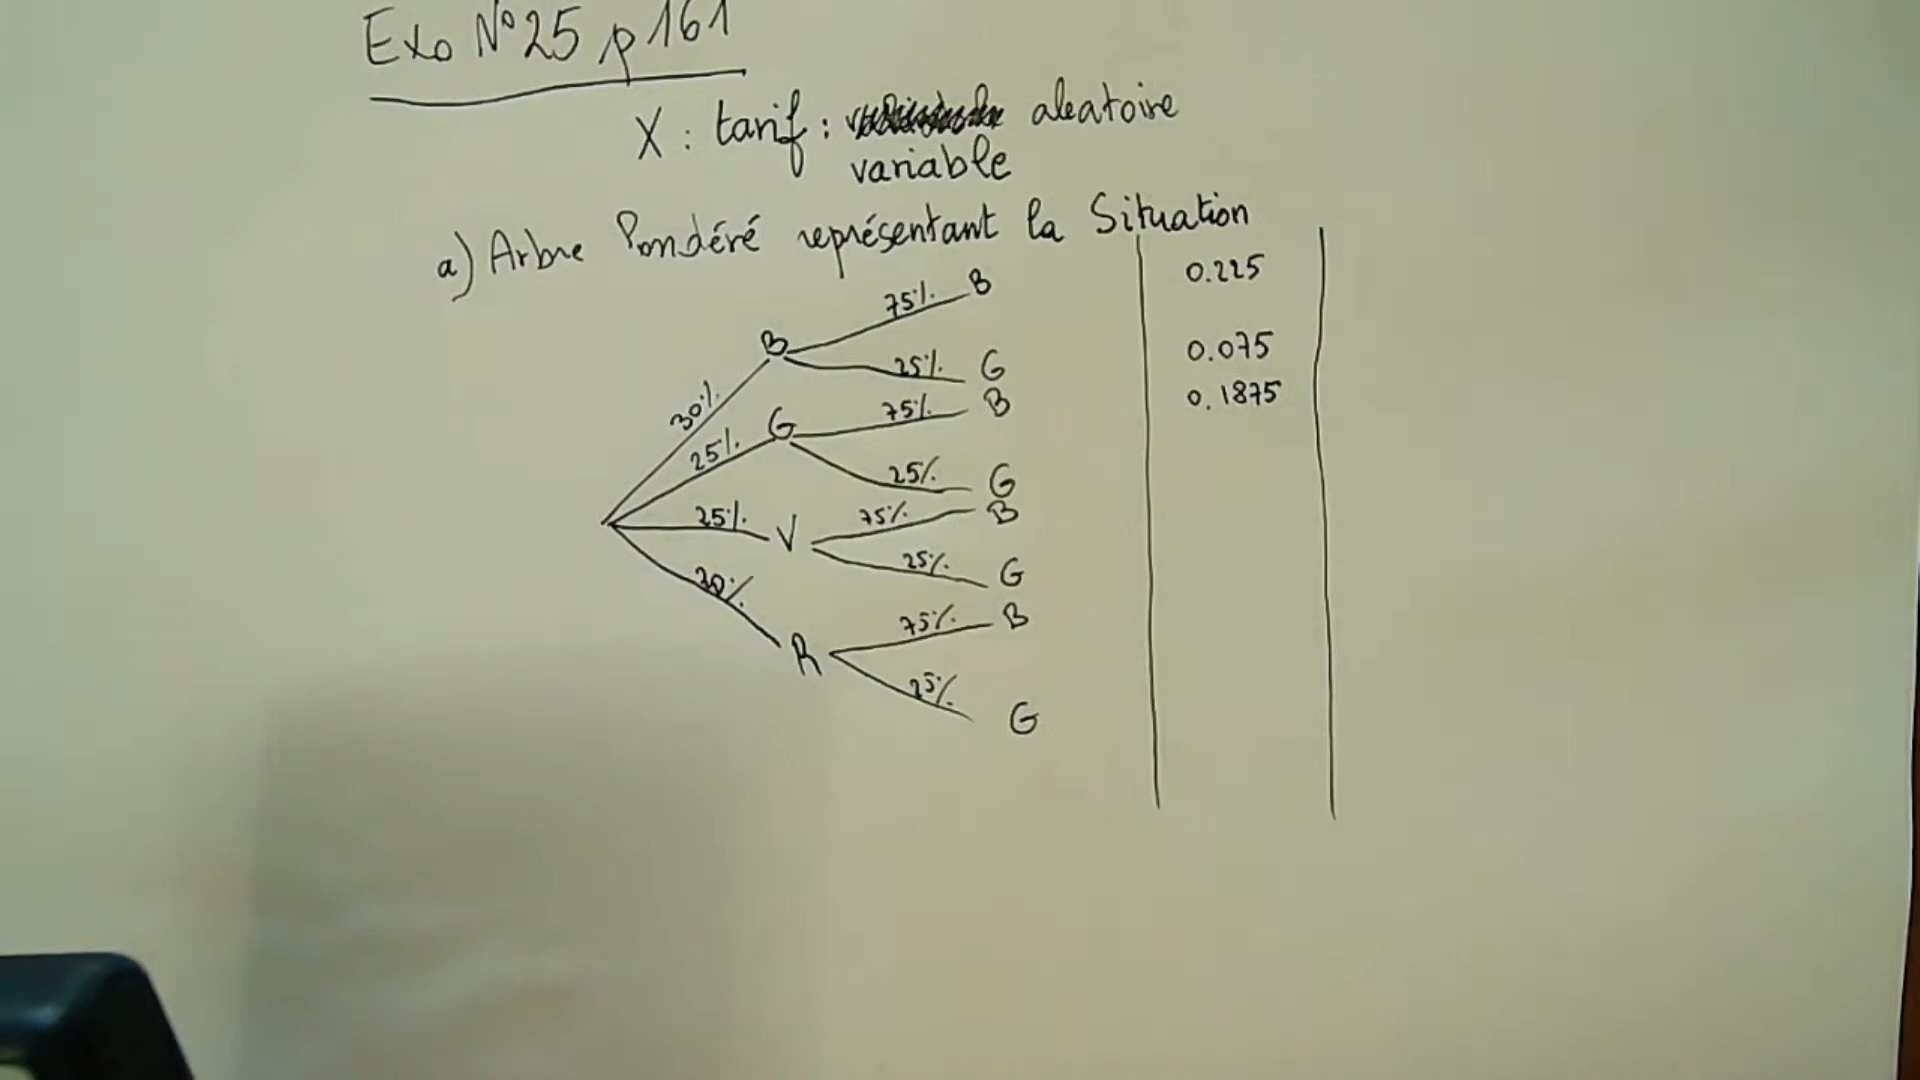 Exo N°25 p 161
X : tarif : aleatoire
variable
a) Arbre Pondéré représentant la Situation
75% B 0.225
B
30% 25% G 0.075
75% B 0.1875
G
25% 25% G
25% V 75% B
25% G
30% 75% B
R
25% G